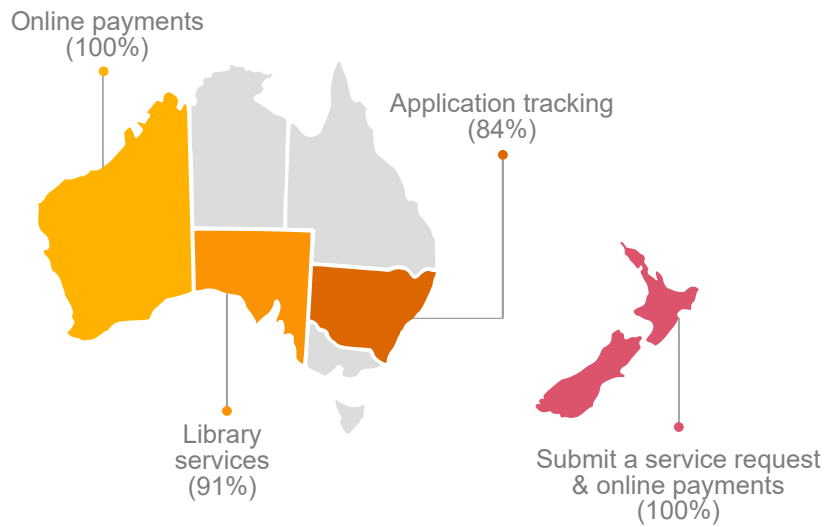 Online payments
(100%)
Application tracking
(84%)
Library
services
(91%)
Submit a service request
& online payments
(100%)